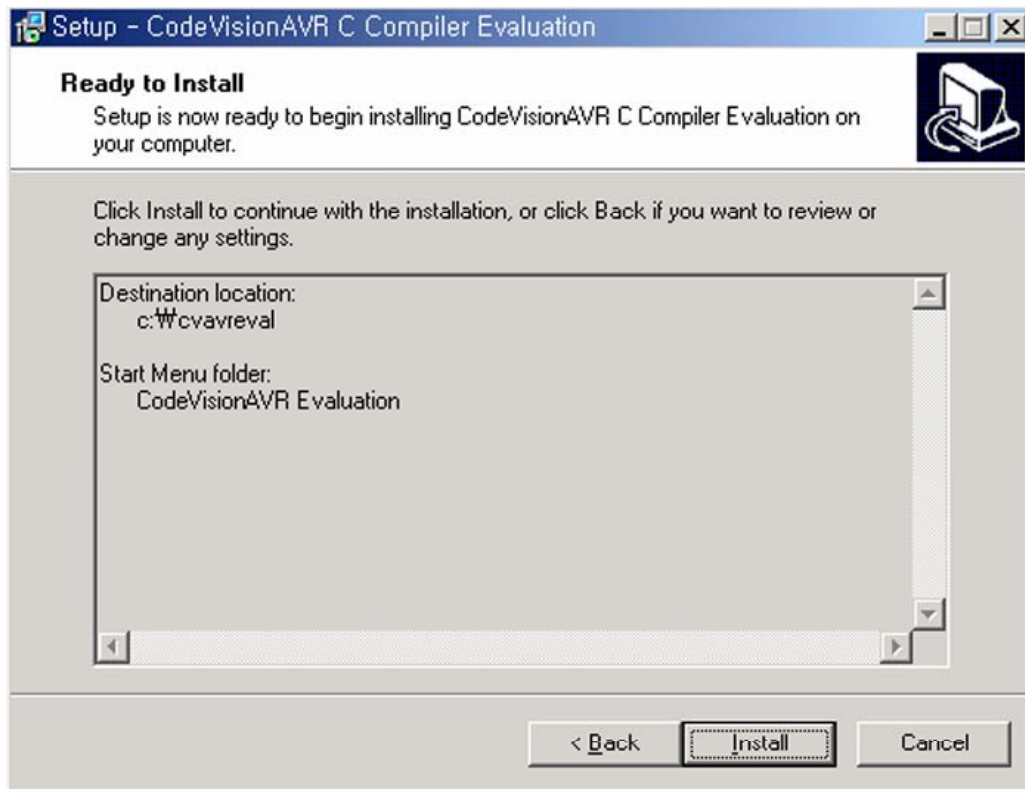 Setup - CodeVisionAVR C Compiler Evaluation
Ready to Install
Setup is now ready to begin installing CodeVisionAVR C Compiler Evaluation on
your computer.
Click Install to continue with the installation, or click Back if you want to review or
change any settings.
Destination location:
c:₩cvavreval
Start Menu folder:
CodeVisionAVR Evaluation
< Back
Install
Cancel